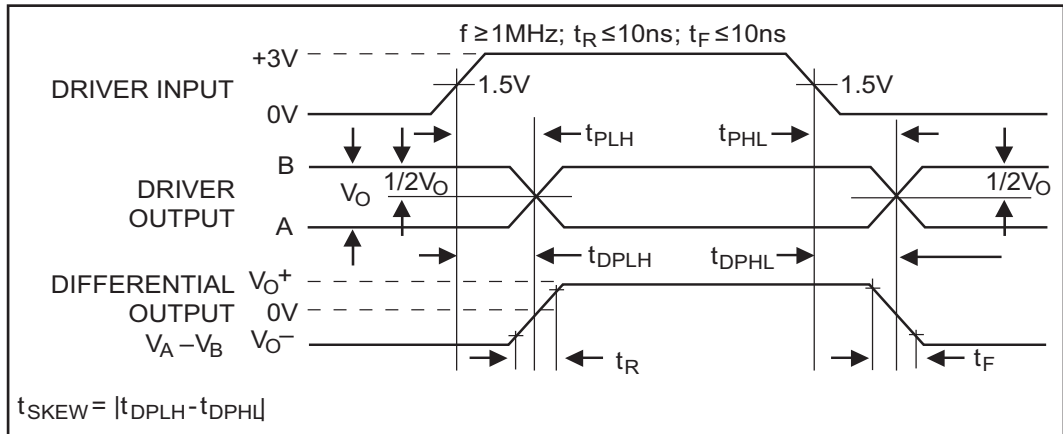 f ≥ 1MHz; tR ≤ 10ns; tF ≤ 10ns
+3V
DRIVER INPUT
1.5V
1.5V
0V
tPLH
tPHL
B
DRIVER OUTPUT
VO
1/2VO
1/2VO
A
tDPLH
tDPHL
DIFFERENTIAL OUTPUT
VA – VB
VO+
0V
VO–
tR
tF
tSKEW = |tDPLH - tDPHL|